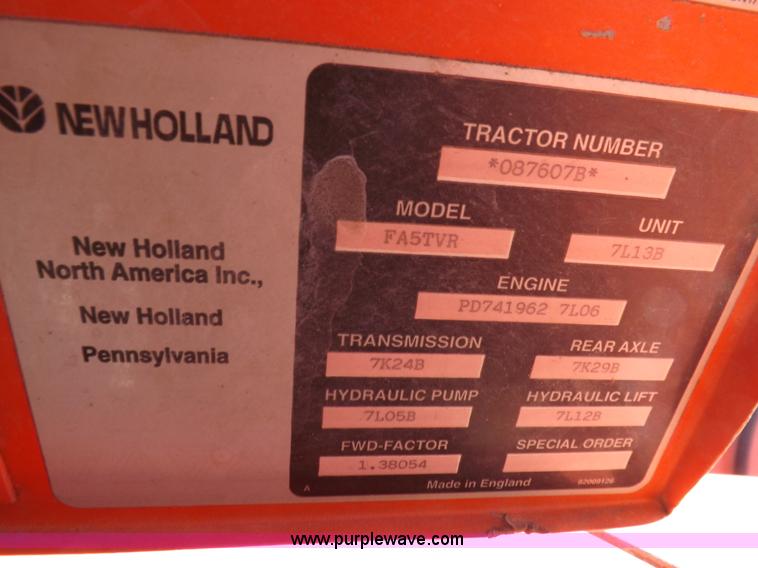 NEW HOLLAND
New Holland
North America Inc.,
New Holland
Pennsylvania
TRACTOR NUMBER
*087607B*
MODEL
FA5TVR
UNIT
7L13B
ENGINE
PD741962 7L06
TRANSMISSION
7K24B
REAR AXLE
7K29B
HYDRAULIC PUMP
7L05B
HYDRAULIC LIFT
7L12B
FWD-FACTOR
1.38054
SPECIAL ORDER
A
Made in England
82009126
www.purplewave.com